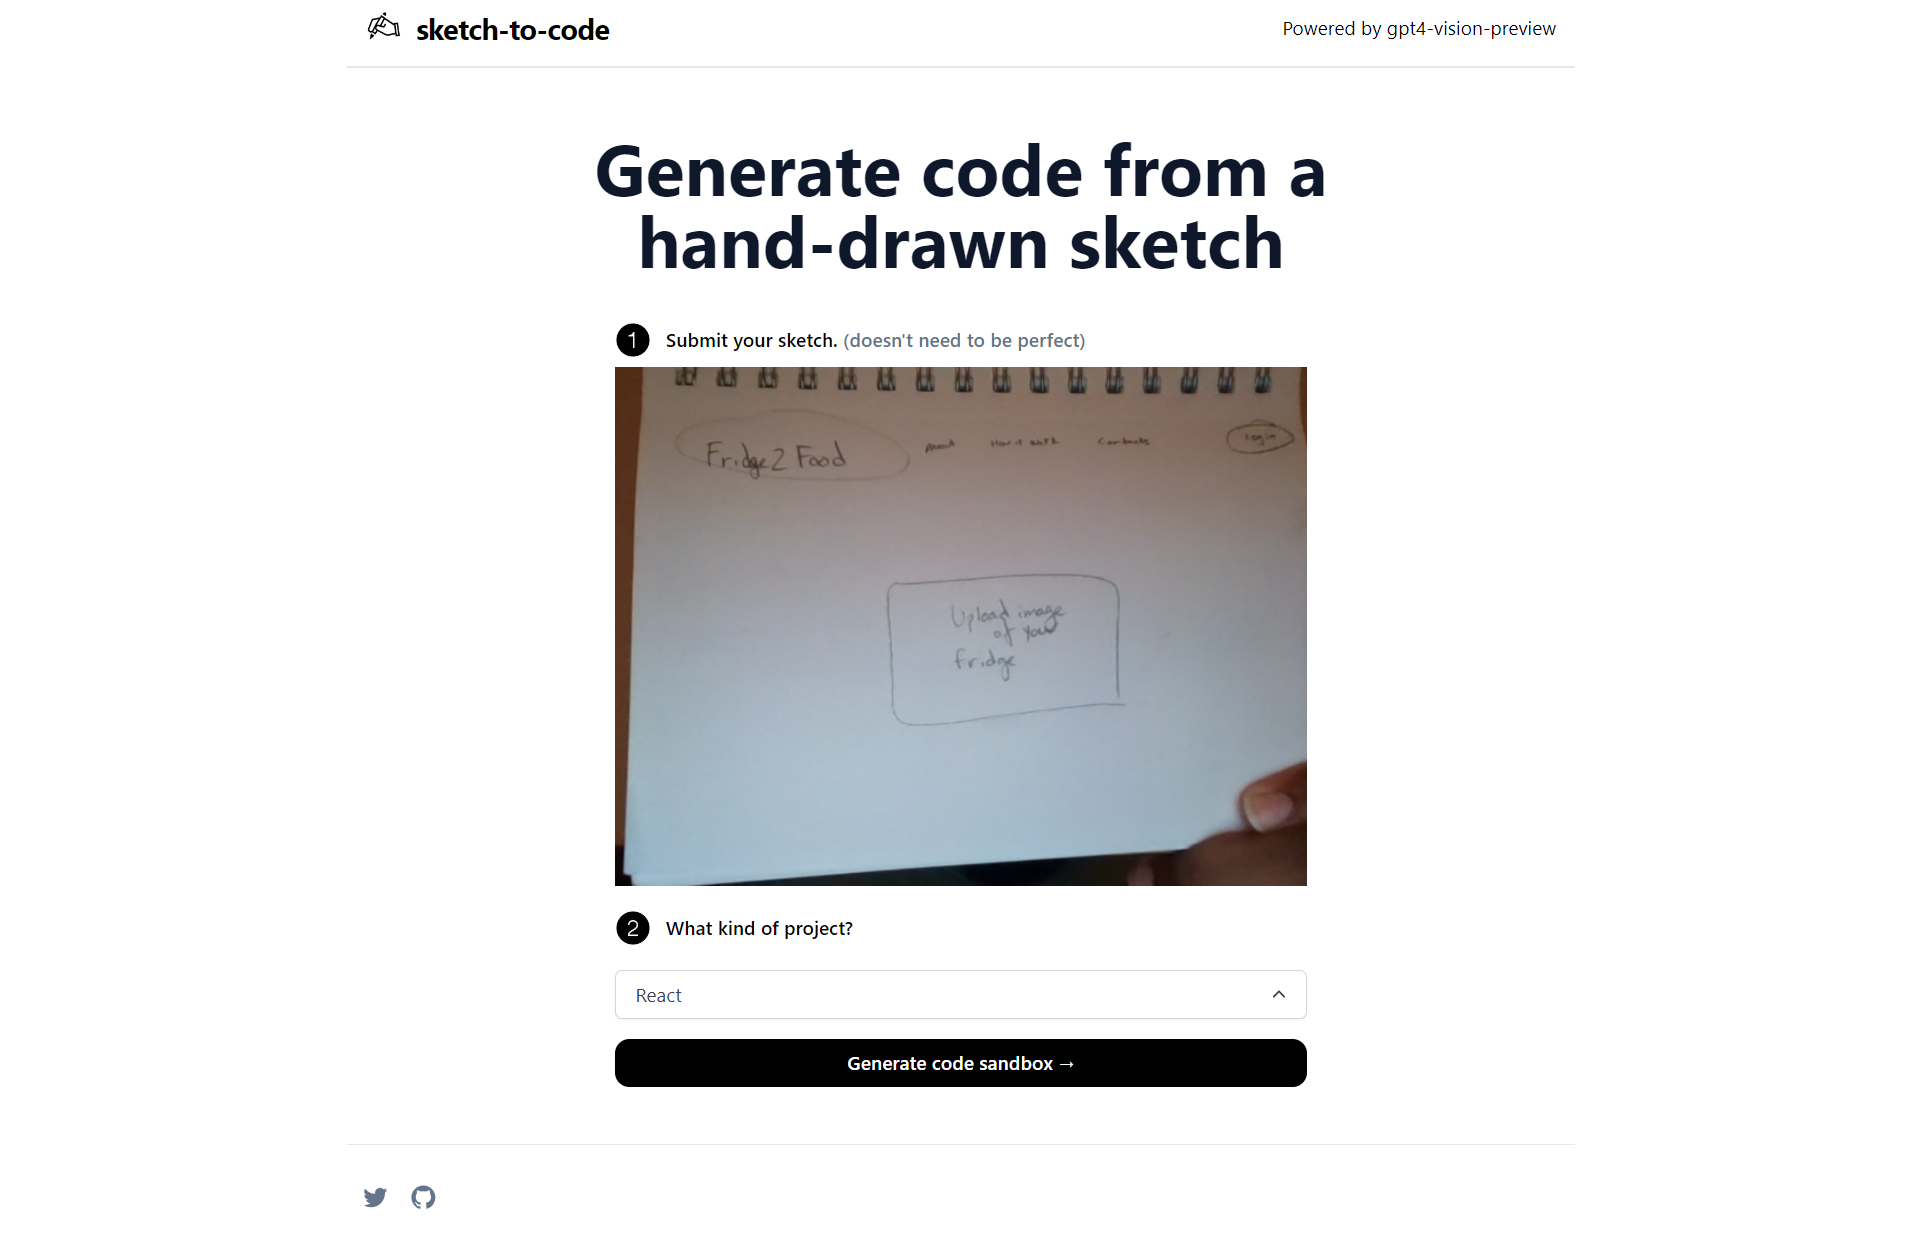 sketch-to-code
Powered by gpt4-vision-preview
Generate code from a
hand-drawn sketch
1 Submit your sketch. (doesn't need to be perfect)
Fridge2 Food
About
How it work
Contacts
login
Upload image
of your
fridge
2 What kind of project?
React
Generate code sandbox →